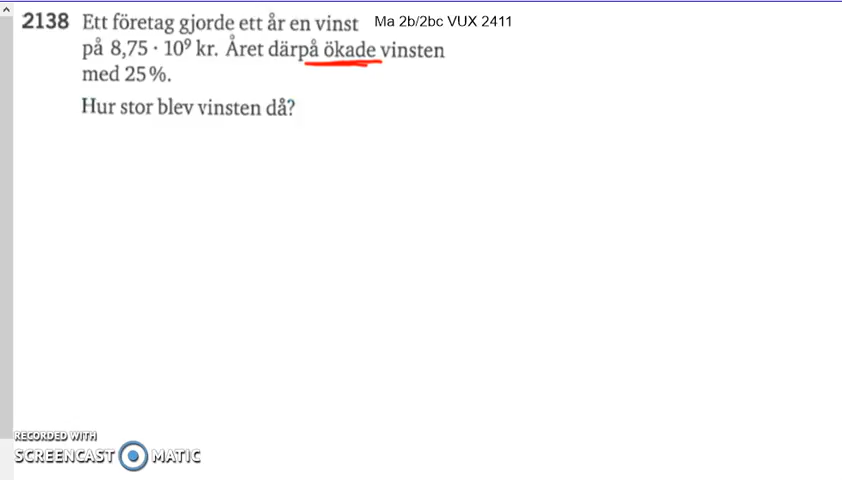 2138 Ett företag gjorde ett år en vinst Ma 2b/2bc VUX 2411
på 8,75 · 10⁹ kr. Året därpå ökade vinsten
med 25 %.
Hur stor blev vinsten då?
RECORDED WITH
SCREENCAST MATIC